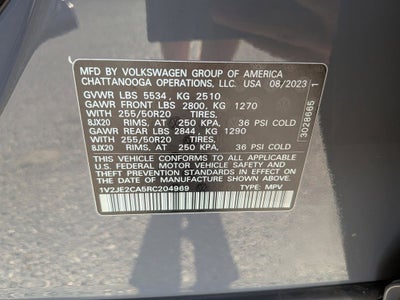 MFD BY VOLKSWAGEN GROUP OF AMERICA
CHATTANOOGA OPERATIONS, LLC. USA 08/2023
GVWR LBS 5534, KG 2510
GAWR FRONT LBS 2800, KG 1270
WITH 255/50R20 TIRES,
8JX20 RIMS, AT 250 KPA, 36 PSI COLD
GAWR REAR LBS 2844, KG 1290
WITH 255/50R20 TIRES,
8JX20 RIMS, AT 250 KPA, 36 PSI COLD
THIS VEHICLE CONFORMS TO ALL APPLICABLE
U.S. FEDERAL MOTOR VEHICLE SAFETY AND
THEFT PREVENTION STANDARDS IN EFFECT
ON THE DATE OF MANUFACTURE SHOWN ABOVE
1V2JE2CA5RC204969 TYPE: MPV
3028665 1